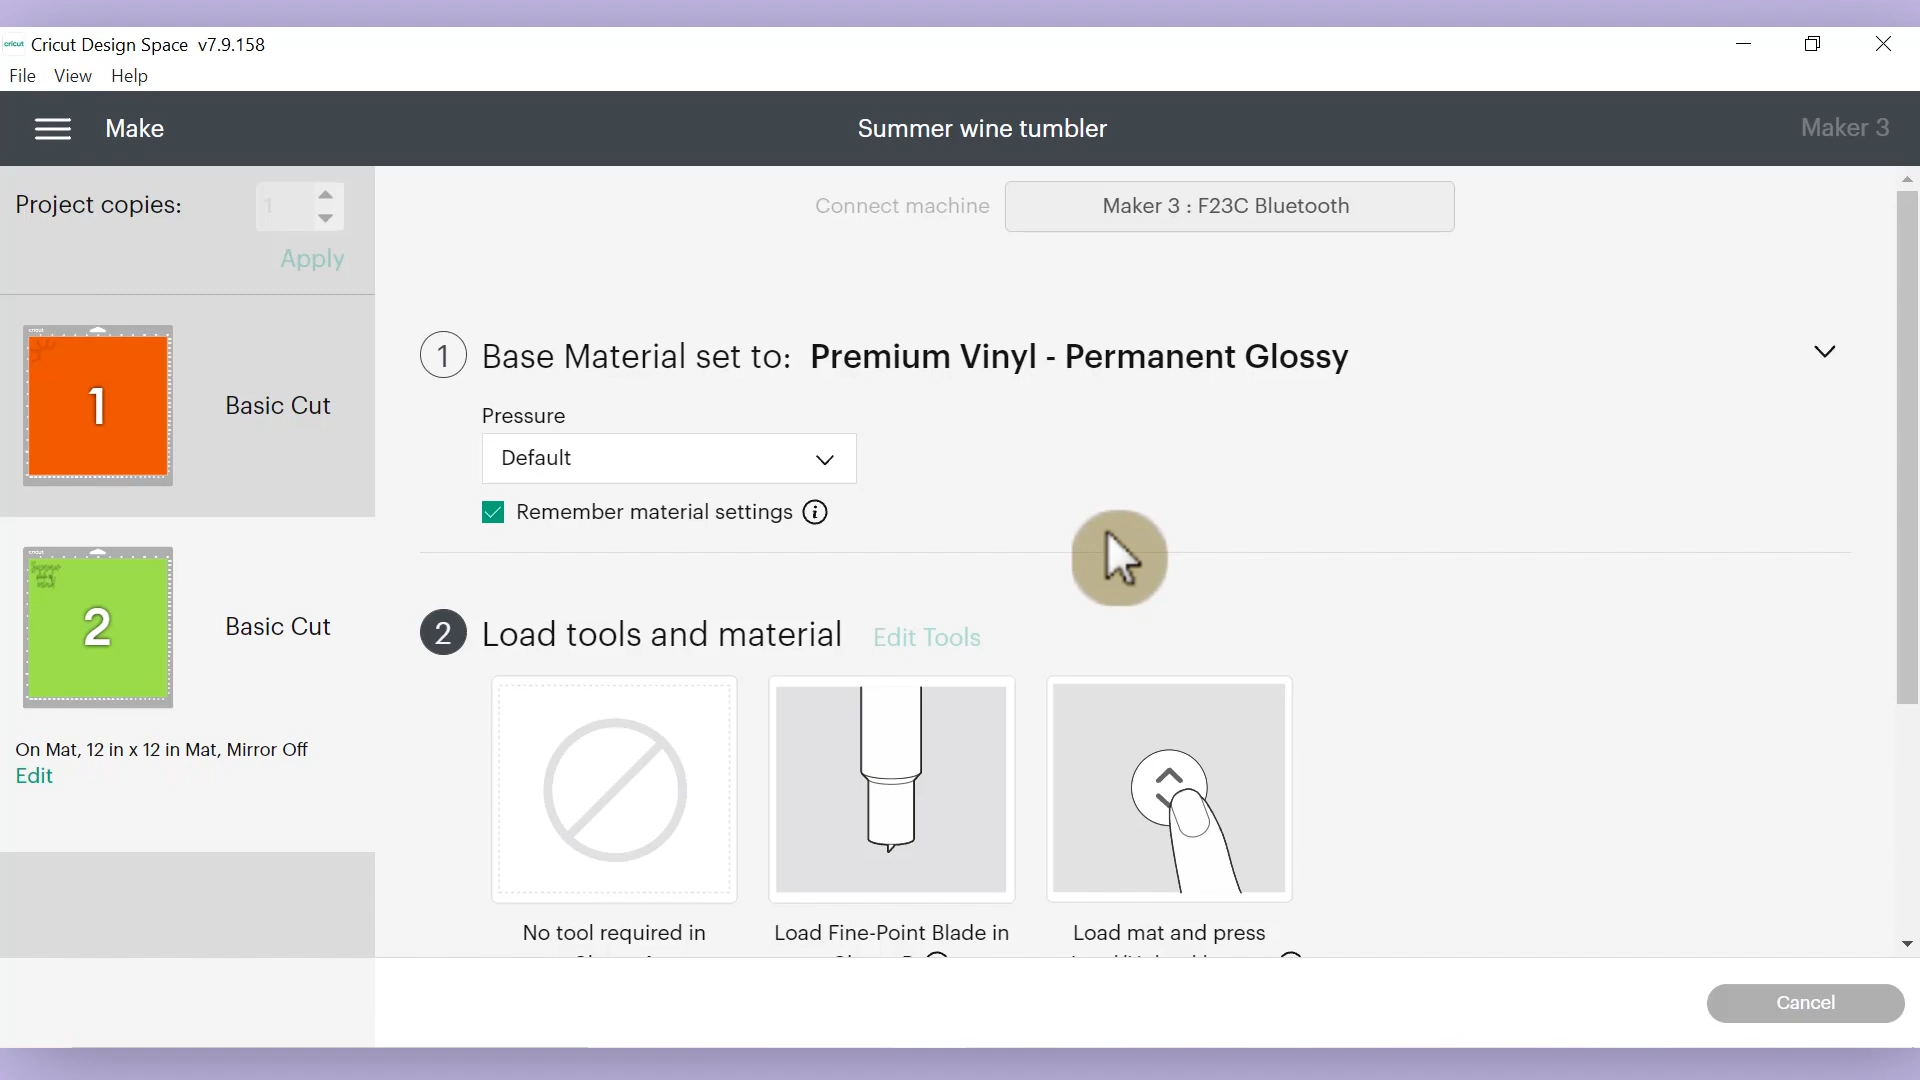 cricut Cricut Design Space v7.9.158
File View Help
Make
Summer wine tumbler
Maker 3
Project copies:
1
Apply
Connect machine
Maker 3 : F23C Bluetooth
1
Basic Cut
2
Basic Cut
On Mat, 12 in x 12 in Mat, Mirror Off
Edit
1 Base Material set to: Premium Vinyl - Permanent Glossy
Pressure
Default
Remember material settings
2 Load tools and material Edit Tools
No tool required in
Load Fine-Point Blade in
Load mat and press
Cancel